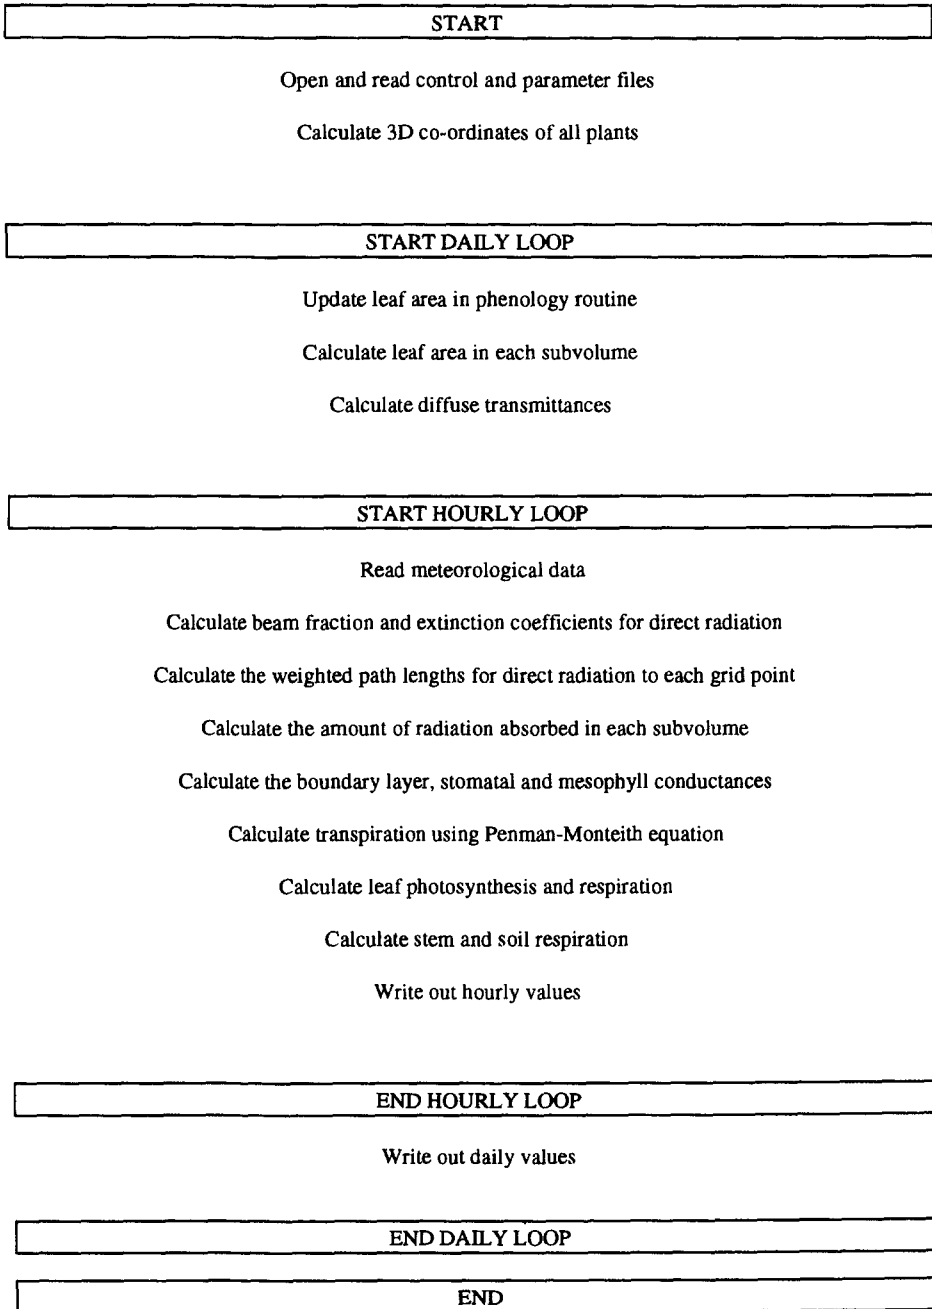 START
Open and read control and parameter files
Calculate 3D co-ordinates of all plants
START DAILY LOOP
Update leaf area in phenology routine
Calculate leaf area in each subvolume
Calculate diffuse transmittances
START HOURLY LOOP
Read meteorological data
Calculate beam fraction and extinction coefficients for direct radiation
Calculate the weighted path lengths for direct radiation to each grid point
Calculate the amount of radiation absorbed in each subvolume
Calculate the boundary layer, stomatal and mesophyll conductances
Calculate transpiration using Penman-Monteith equation
Calculate leaf photosynthesis and respiration
Calculate stem and soil respiration
Write out hourly values
END HOURLY LOOP
Write out daily values
END DAILY LOOP
END